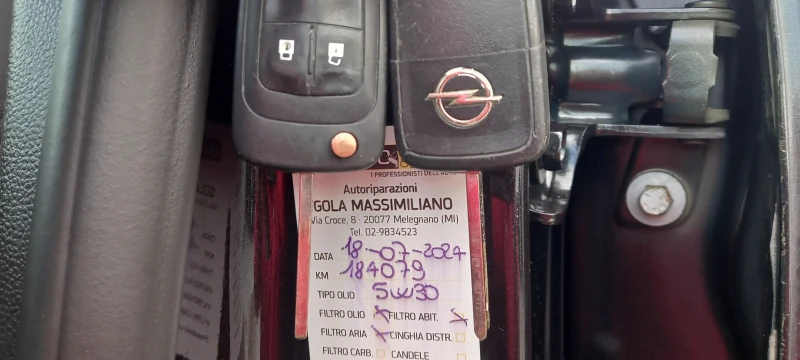 I PROFESSIONISTI DELL'AUTO
Autoriparazioni
GOLA MASSIMILIANO
Via Croce, 8 - 20077 Melegnano (MI)
Tel. 02-9834523
DATA 18-07-2024
KM 184079
TIPO OLIO 5W30
FILTRO OLIO FILTRO ABIT.
FILTRO ARIA CINGHIA DISTR.
FILTRO CARB. CANDELE